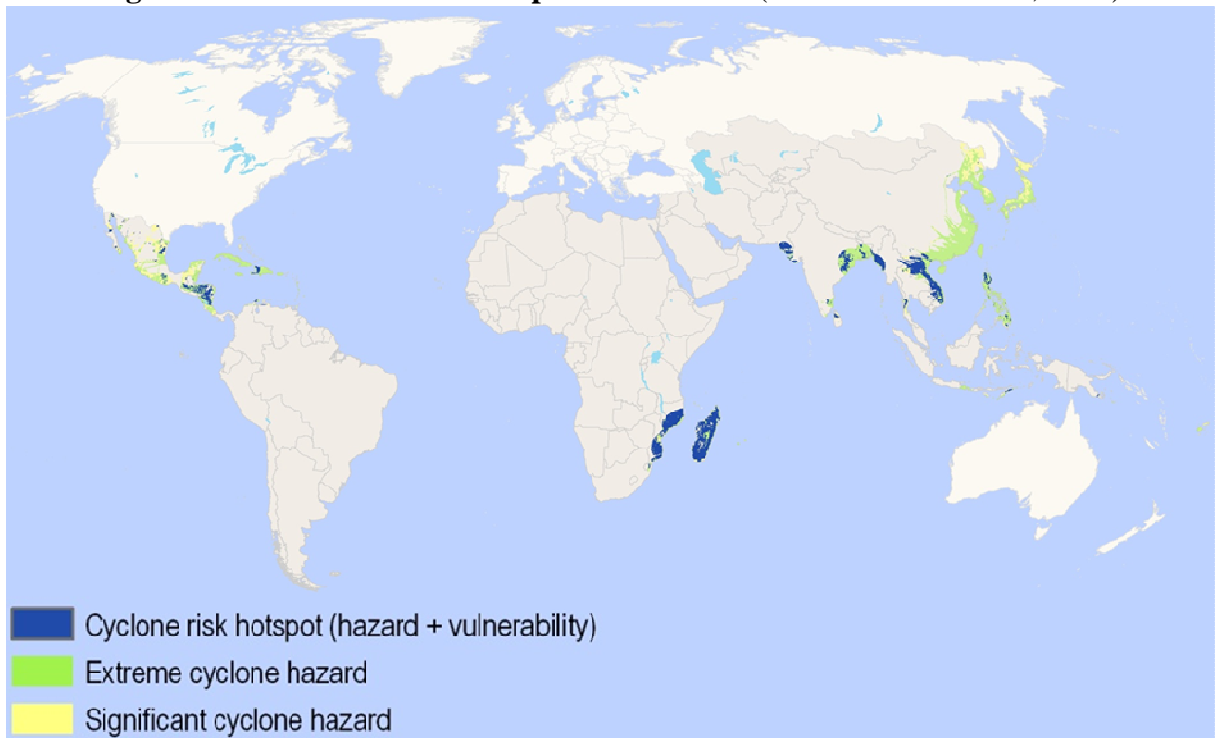 Cyclone risk hotspot (hazard + vulnerability)
Extreme cyclone hazard
Significant cyclone hazard